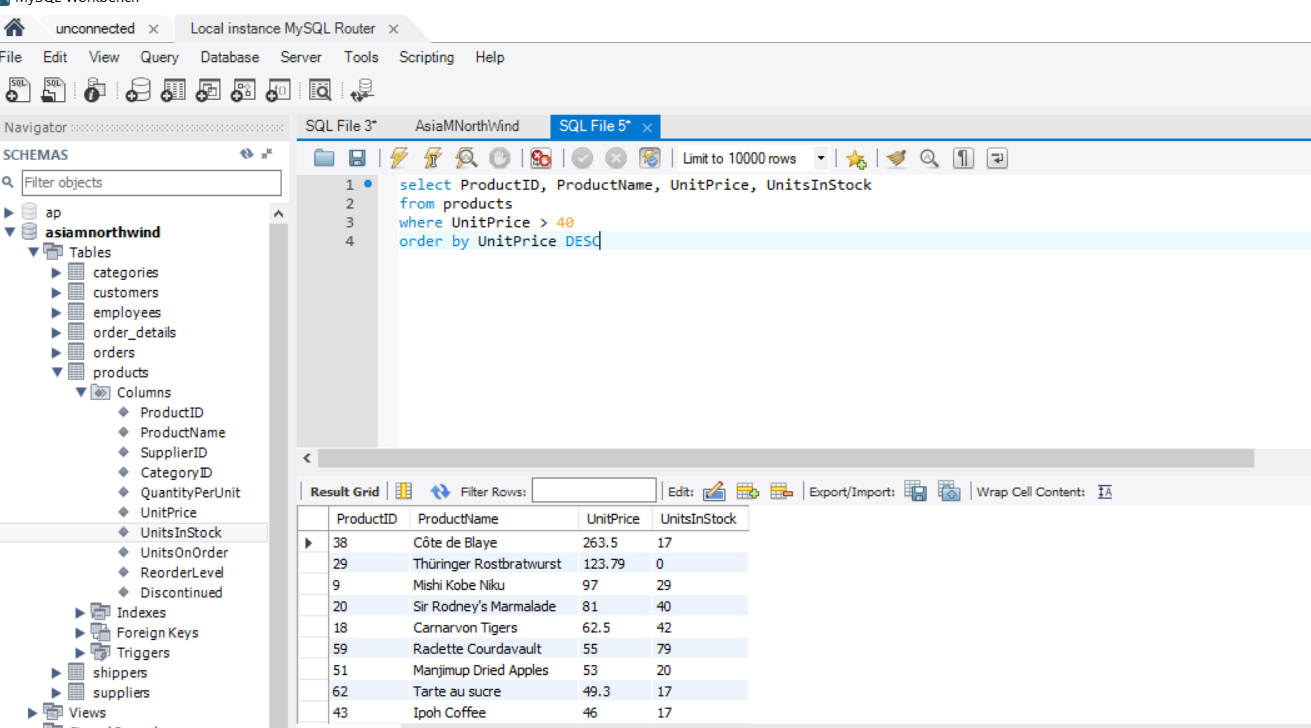 MySQL Workbench
unconnected
Local instance MySQL Router
File Edit View Query Database Server Tools Scripting Help
Navigator
SCHEMAS
Filter objects
ap
asiamnorthwind
Tables
categories
customers
employees
order_details
orders
products
Columns
ProductID
ProductName
SupplierID
CategoryID
QuantityPerUnit
UnitPrice
UnitsInStock
UnitsOnOrder
ReorderLevel
Discontinued
Indexes
Foreign Keys
Triggers
shippers
suppliers
Views
SQL File 3* AsiaMNorthWind SQL File 5*
Limit to 10000 rows
1 select ProductID, ProductName, UnitPrice, UnitsInStock
2 from products
3 where UnitPrice > 40
4 order by UnitPrice DESC
Result Grid Filter Rows: Edit: Export/Import: Wrap Cell Content:
ProductID ProductName UnitPrice UnitsInStock
38 Côte de Blaye 263.5 17
29 Thüringer Rostbratwurst 123.79 0
9 Mishi Kobe Niku 97 29
20 Sir Rodney's Marmalade 81 40
18 Carnarvon Tigers 62.5 42
59 Raclette Courdavault 55 79
51 Manjimup Dried Apples 53 20
62 Tarte au sucre 49.3 17
43 Ipoh Coffee 46 17